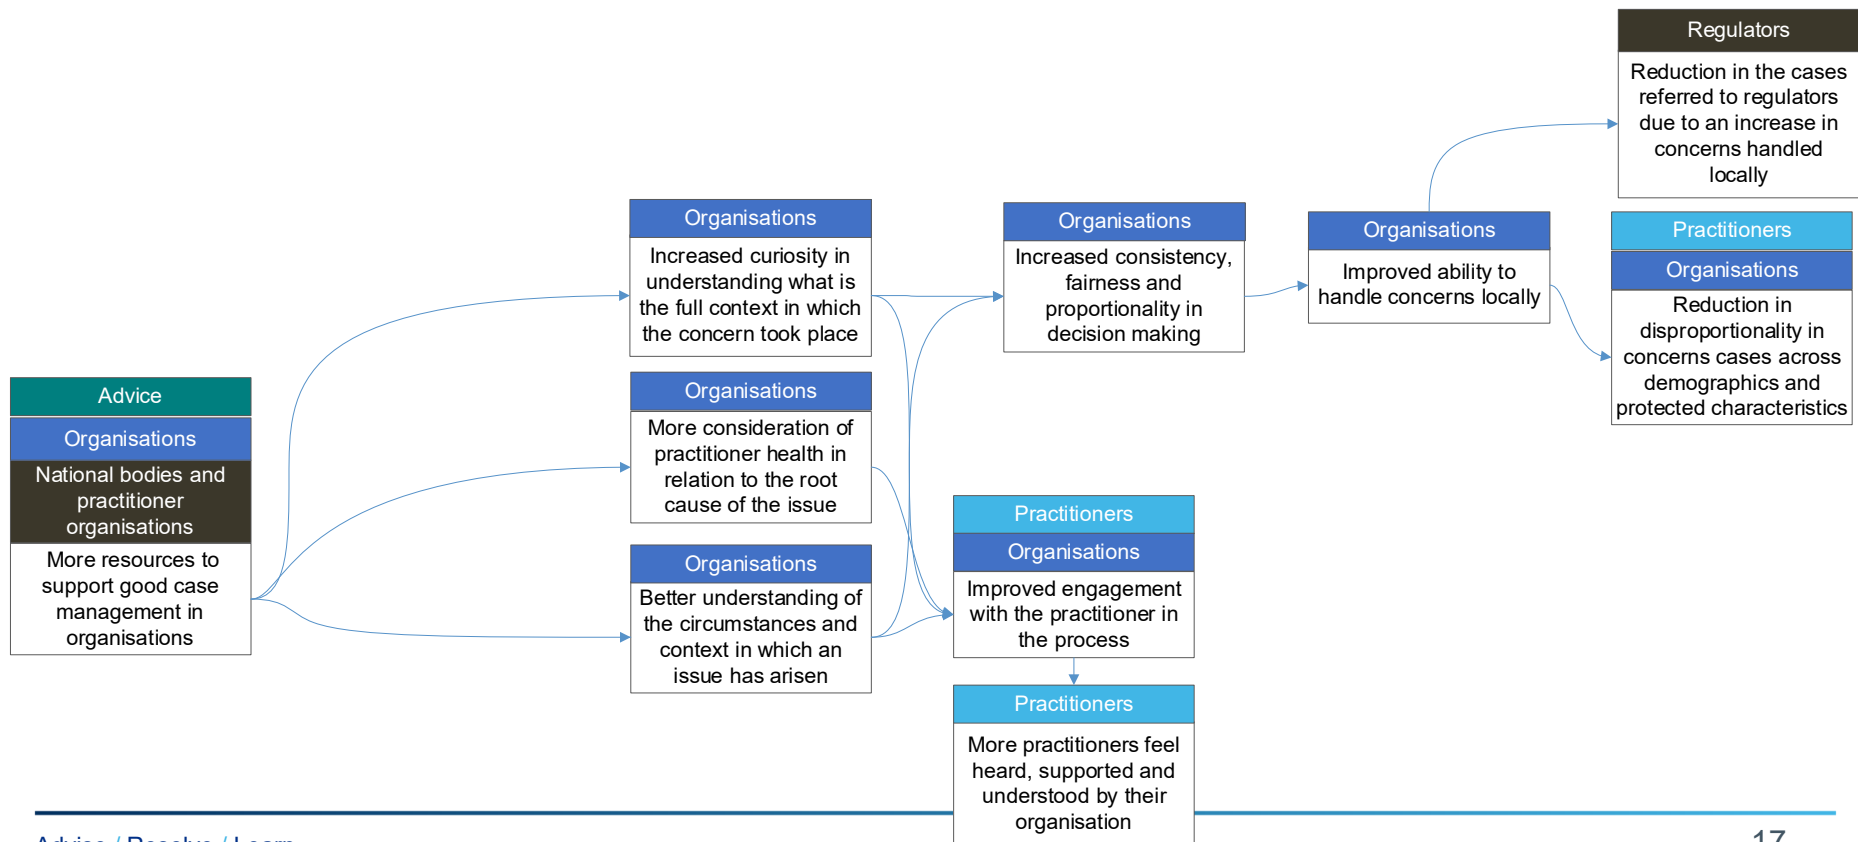 Regulators
Reduction in the cases
referred to regulators
due to an increase in
concerns handled
locally
Organisations
Increased curiosity in
understanding what is
the full context in which
the concern took place
Organisations
Increased consistency,
fairness and
proportionality in
decision making
Organisations
Improved ability to
handle concerns locally
Practitioners
Organisations
Reduction in
disproportionality in
concerns cases across
demographics and
protected characteristics
Advice
Organisations
National bodies and
practitioner
organisations
More resources to
support good case
management in
organisations
Organisations
More consideration of
practitioner health in
relation to the root
cause of the issue
Organisations
Better understanding of
the circumstances and
context in which an
issue has arisen
Practitioners
Organisations
Improved engagement
with the practitioner in
the process
Practitioners
More practitioners feel
heard, supported and
understood by their
organisation
Advise / Resolve / Learn
17